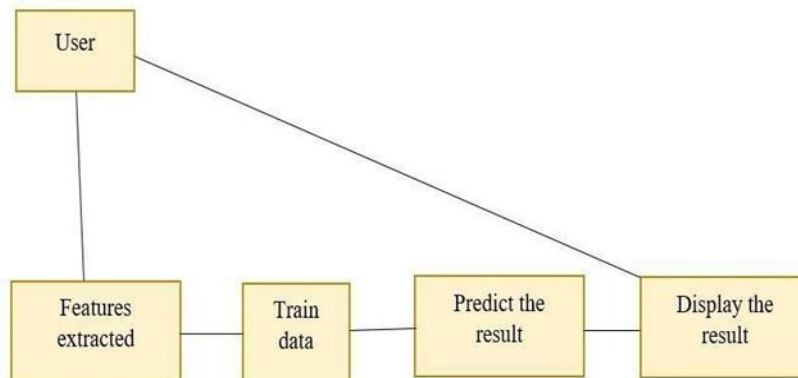 User
Features
extracted
Train
data
Predict the
result
Display the
result